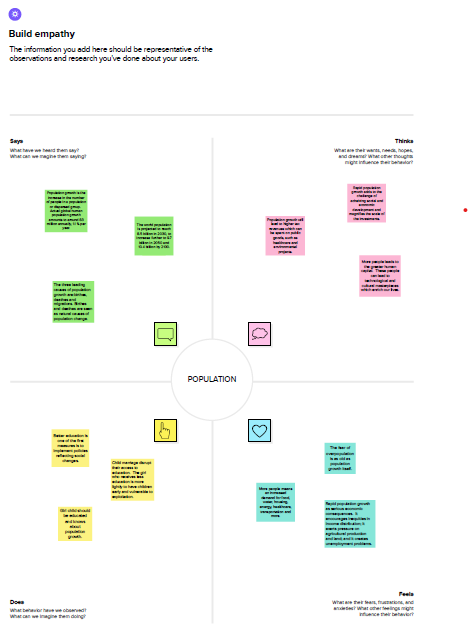 Build empathy
The information you add here should be representative of the
observations and research you've done about your users.
Says
What have we heard them say?
What can we imagine them saying?
Thinks
What are their wants, needs, hopes,
and dreams? What other thoughts
might influence their behavior?
Population growth is the
increase in the number
of people in a population
or dispersed group.
Actual global human
population growth
amounts to around 83
million annually, or
per
year.
The world population
is projected to reach
8.5 billion in 2030, and
increase further to 9.7
billion in 2050 and
10.4 billion by 2100.
The three leading
causes of population
growth are births,
deaths and
migrations. Births
and deaths are seen
as natural causes of
population change.
Population growth will
lead to higher tax
revenues which can
be spent on public
goods, such as
healthcare and
environmental
projects.
Rapid population
growth adds to the
challenge of
achieving social and
economic
development and
magnifies the scale of
the investments
More people leads to
the greater human
capital. These people
can lead to
technological and
cultural masterpieces
which enrich our lives.
POPULATION
Better education is
one of the first
measures is to
implement policies
reflecting social
changes.
Child marriage disrupt
their access to
education. The girl
who receives less
education is more
lightly to have children
early and vulnerable to
exploitation.
Girl child should
be educated
and knows
about
population
growth.
The fear of
overpopulation
is as old as
population
growth itself.
More people means
an increased
demand for food,
water, housing,
energy, healthcare,
transportation and
more.
Rapid population growth
as serious economic
consequences. It
encourages inequities in
income distribution; it
exerts pressure on
agricultural production
and land; and it creates
unemployment problems.
Does
What behavior have we observed?
What can we imagine them doing?
Feels
What are their fears, frustrations, and
anxieties? What other feelings might
influence their behavior?